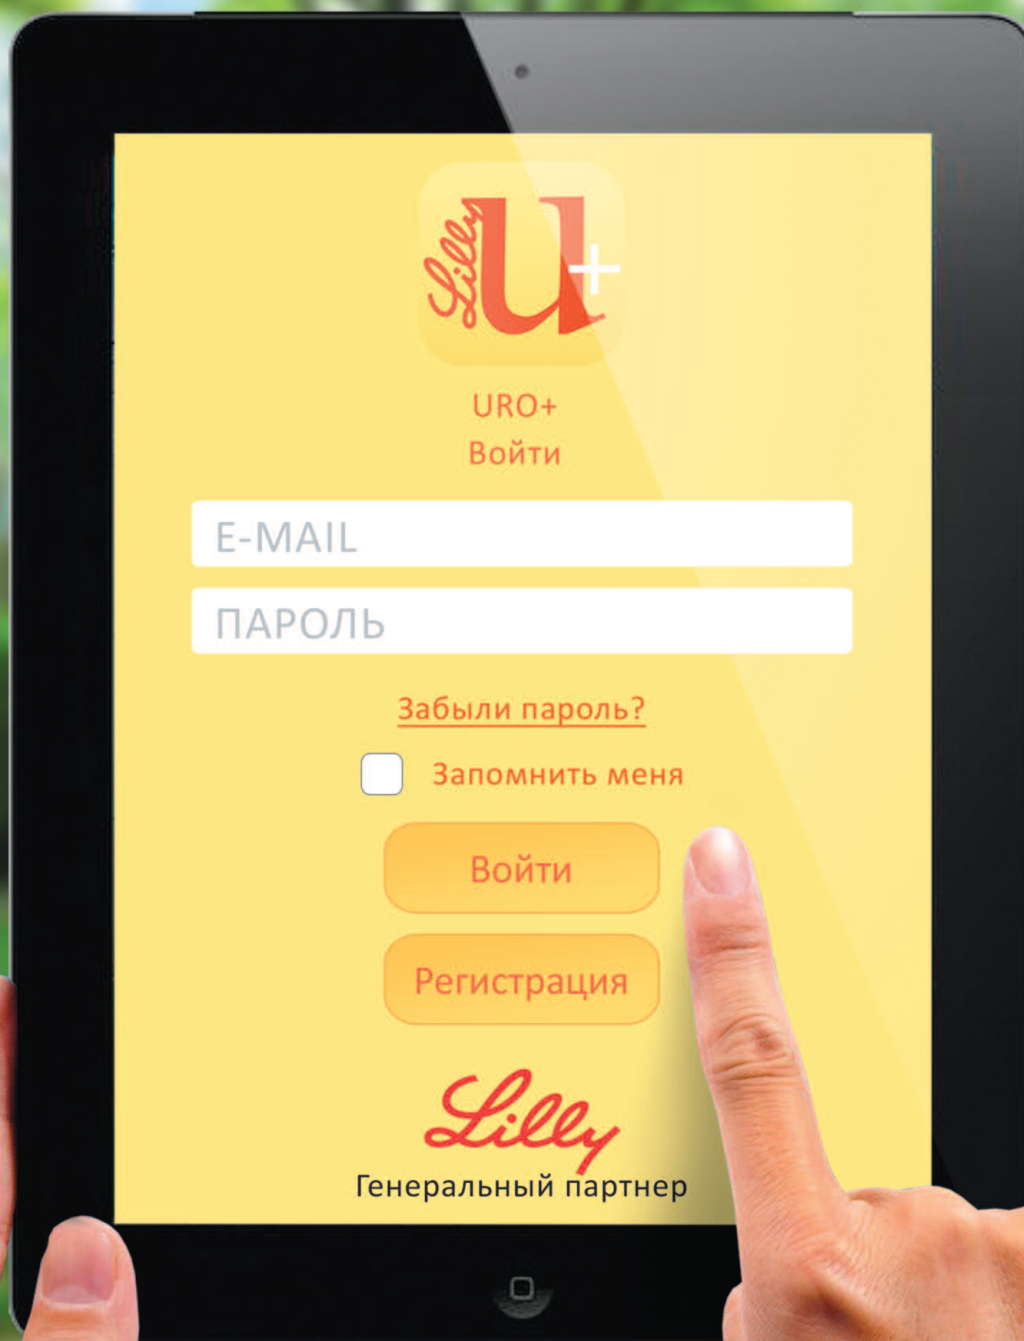 Lilly u+
URO+
Войти
E-MAIL
ПАРОЛЬ
Забыли пароль?
Запомнить меня
Войти
Регистрация
Lilly
Генеральный партнер